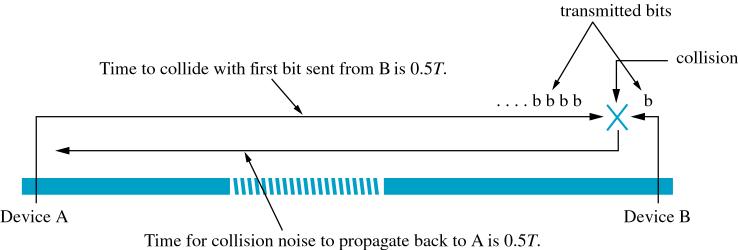 transmitted bits
collision
Time to collide with first bit sent from B is 0.5T.
. . . . b b b b
b
Device A
Device B
Time for collision noise to propagate back to A is 0.5T.